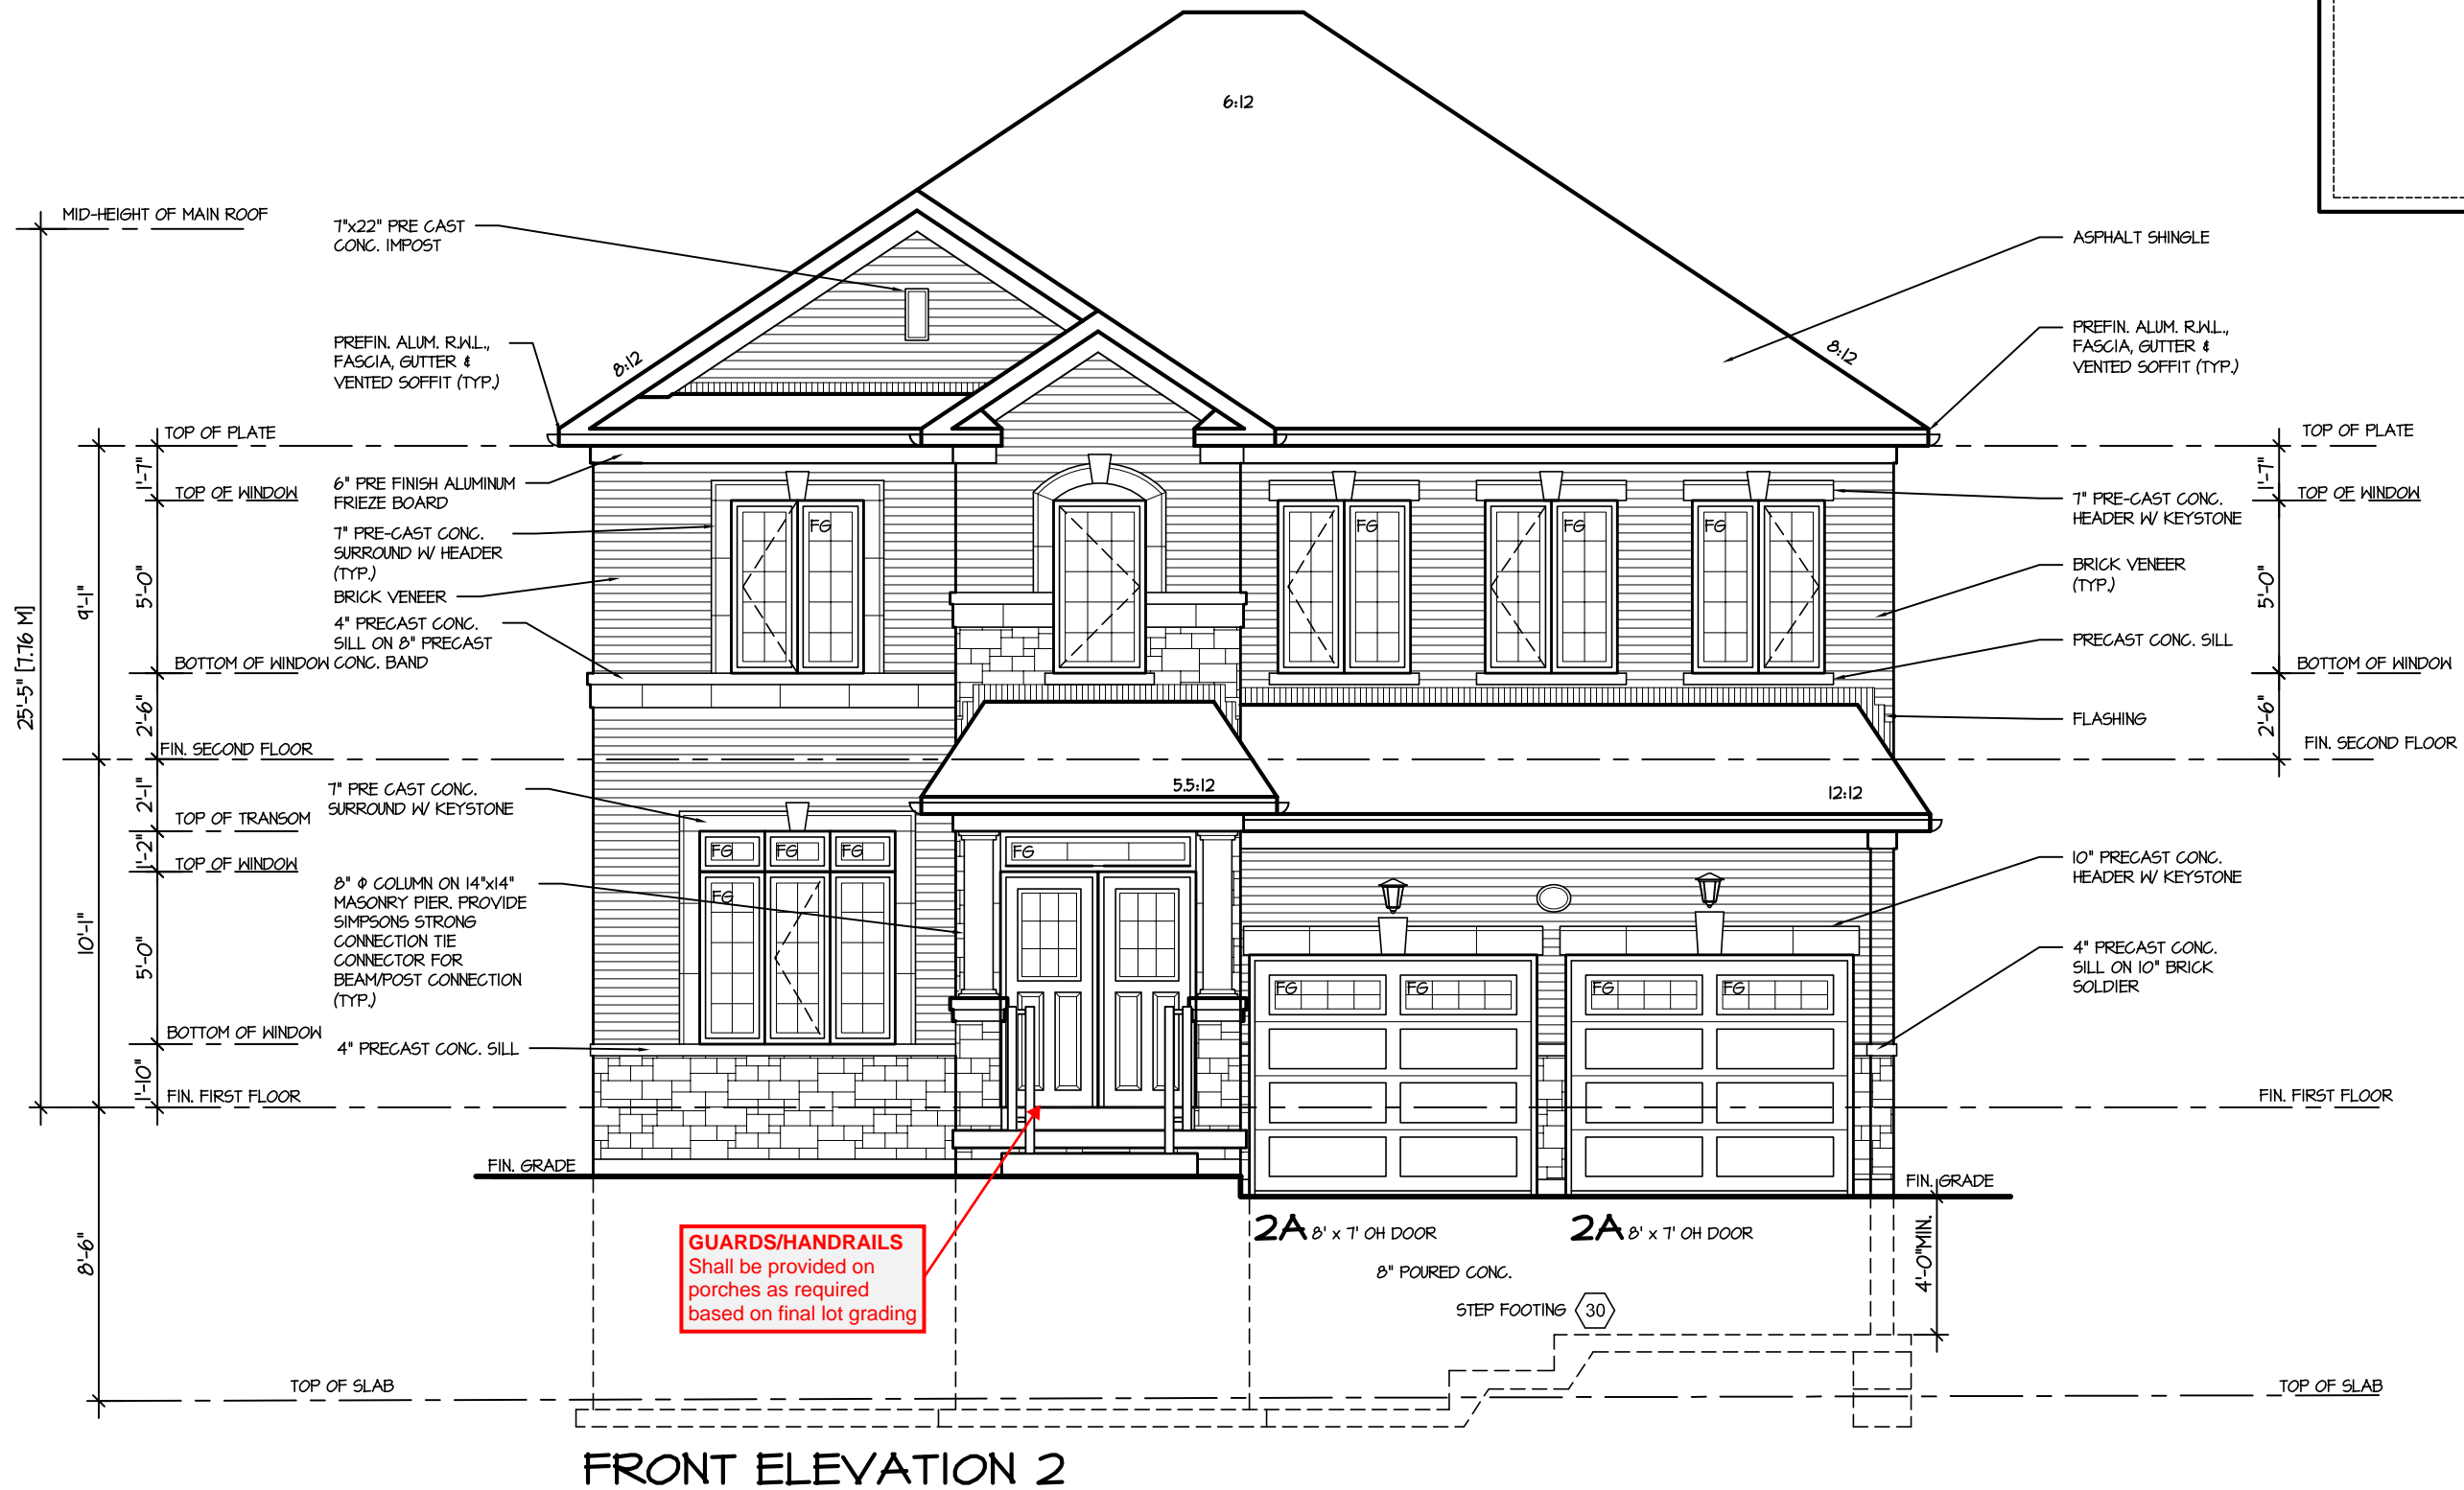 6:12
MID-HEIGHT OF MAIN ROOF
7"x22" PRE CAST
CONC. IMPOST
ASPHALT SHINGLE
PREFIN. ALUM. R.W.L.,
FASCIA, GUTTER &
VENTED SOFFIT (TYP.)
8:12
8:12
PREFIN. ALUM. R.W.L.,
FASCIA, GUTTER &
VENTED SOFFIT (TYP.)
TOP OF PLATE
TOP OF PLATE
1'-7"
1'-7"
TOP OF WINDOW
TOP OF WINDOW
6" PRE FINISH ALUMINUM
FRIEZE BOARD
7" PRE-CAST CONC.
SURROUND W/ HEADER
(TYP.)
BRICK VENEER
4" PRECAST CONC.
SILL ON 8" PRECAST
CONC. BAND
FG
FG
FG
FG
7" PRE-CAST CONC.
HEADER W/ KEYSTONE
BRICK VENEER
(TYP.)
PRECAST CONC. SILL
25'-5" [7.16 M]
9'-1"
5'-0"
5'-0"
BOTTOM OF WINDOW
BOTTOM OF WINDOW
2'-6"
2'-6"
FLASHING
FIN. SECOND FLOOR
FIN. SECOND FLOOR
5.5:12
12:12
2'-1"
7" PRE CAST CONC.
SURROUND W/ KEYSTONE
TOP OF TRANSOM
1'-2"
TOP OF WINDOW
FG
FG
FG
FG
FG
8" Φ COLUMN ON 14"x14"
MASONRY PIER. PROVIDE
SIMPSONS STRONG
CONNECTION TIE
CONNECTOR FOR
BEAM/POST CONNECTION
(TYP.)
10" PRECAST CONC.
HEADER W/ KEYSTONE
4" PRECAST CONC.
SILL ON 10" BRICK
SOLDIER
10'-1"
5'-0"
FG
FG
FG
FG
BOTTOM OF WINDOW
4" PRECAST CONC. SILL
1'-10"
FIN. FIRST FLOOR
FIN. FIRST FLOOR
FIN. GRADE
FIN. GRADE
8'-6"
GUARDS/HANDRAILS
Shall be provided on
porches as required
based on final lot grading
2A 8' x 7' OH DOOR
2A 8' x 7' OH DOOR
8" POURED CONC.
STEP FOOTING 30
4'-0"MIN.
TOP OF SLAB
TOP OF SLAB
FRONT ELEVATION 2